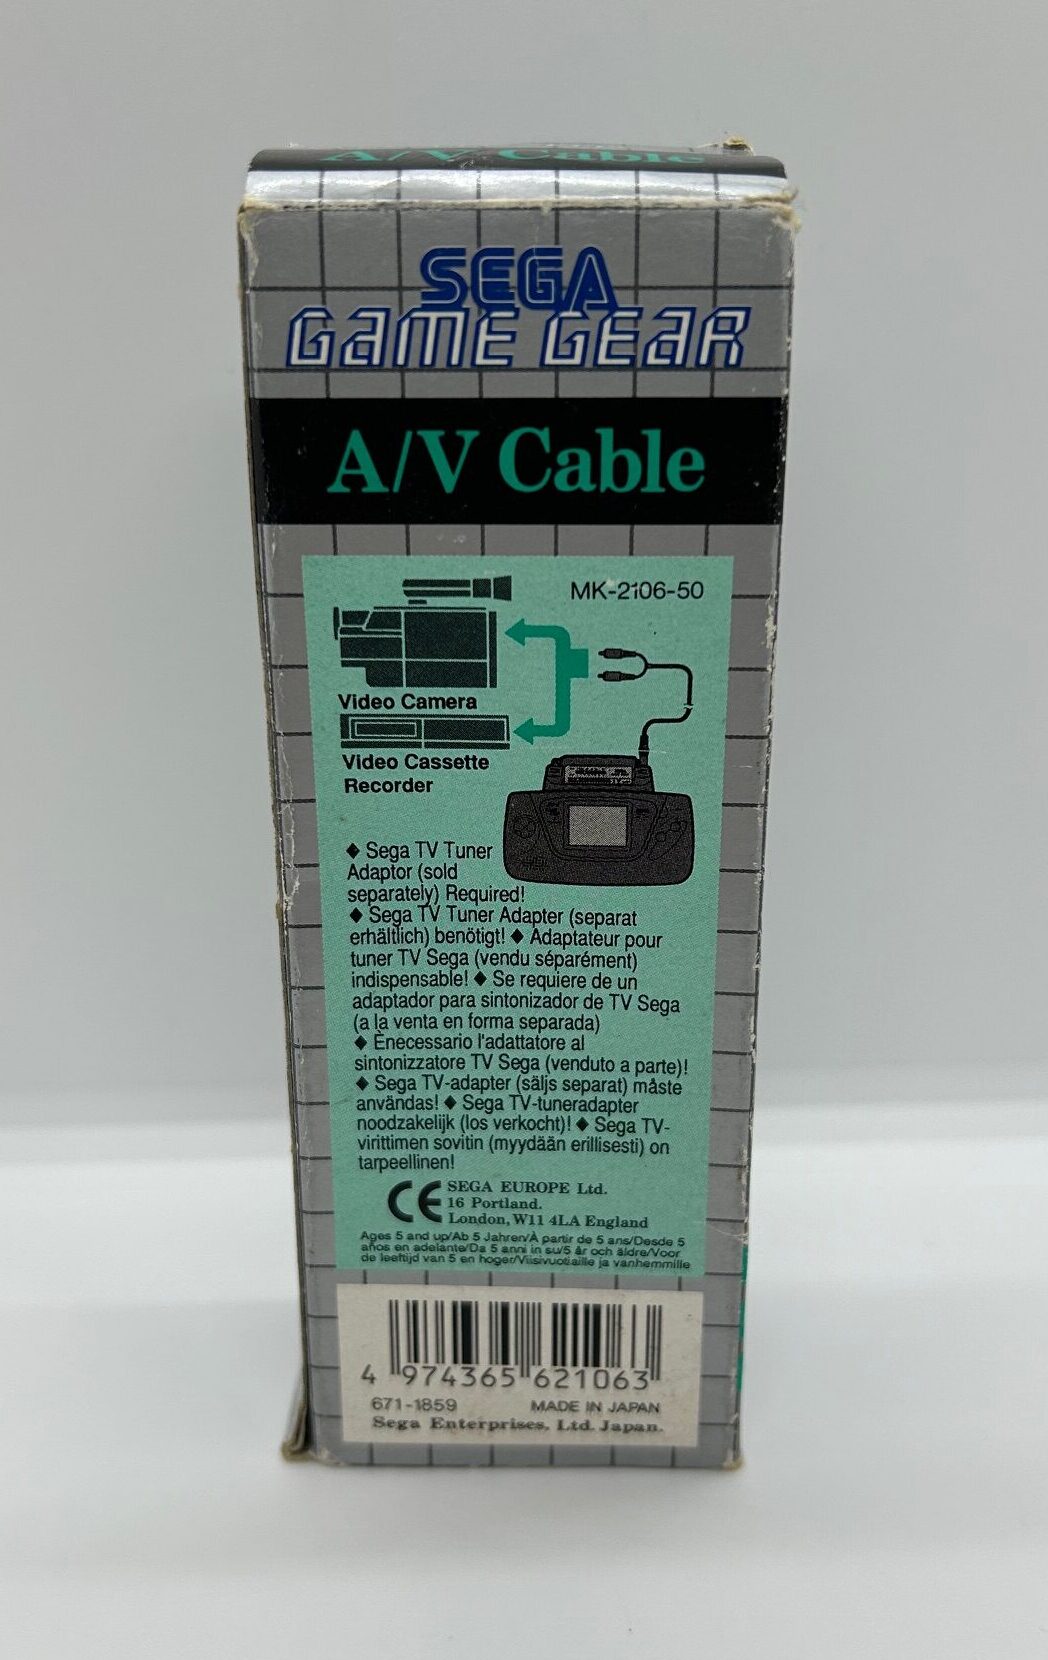 A/V Cable
SEGA
GAME GEAR
A/V Cable
MK-2106-50
Video Camera
Video Cassette
Recorder
◆ Sega TV Tuner
Adaptor (sold
separately) Required!
◆ Sega TV Tuner Adapter (separat
erhältlich) benötigt! ◆ Adaptateur pour
tuner TV Sega (vendu séparément)
indispensable! ◆ Se requiere de un
adaptador para sintonizador de TV Sega
(a la venta en forma separada)
◆ Ènecessario l'adattatore al
sintonizzatore TV Sega (venduto a parte)!
◆ Sega TV-adapter (säljs separat) måste
användas! ◆ Sega TV-tuneradapter
noodzakelijk (los verkocht)! ◆ Sega TV-
virittimen sovitin (myydään erillisesti) on
tarpeellinen!
CE SEGA EUROPE Ltd.
16 Portland.
London, W11 4LA England
Ages 5 and up/Ab 5 Jahren/À partir de 5 ans/Desde 5
años en adelante/Da 5 anni in su/5 år och äldre/Voor
de leeftijd van 5 en hoger/Viisivuotiaille ja vanhemmille
4 974365 621063
671-1859 MADE IN JAPAN
Sega Enterprises, Ltd. Japan.